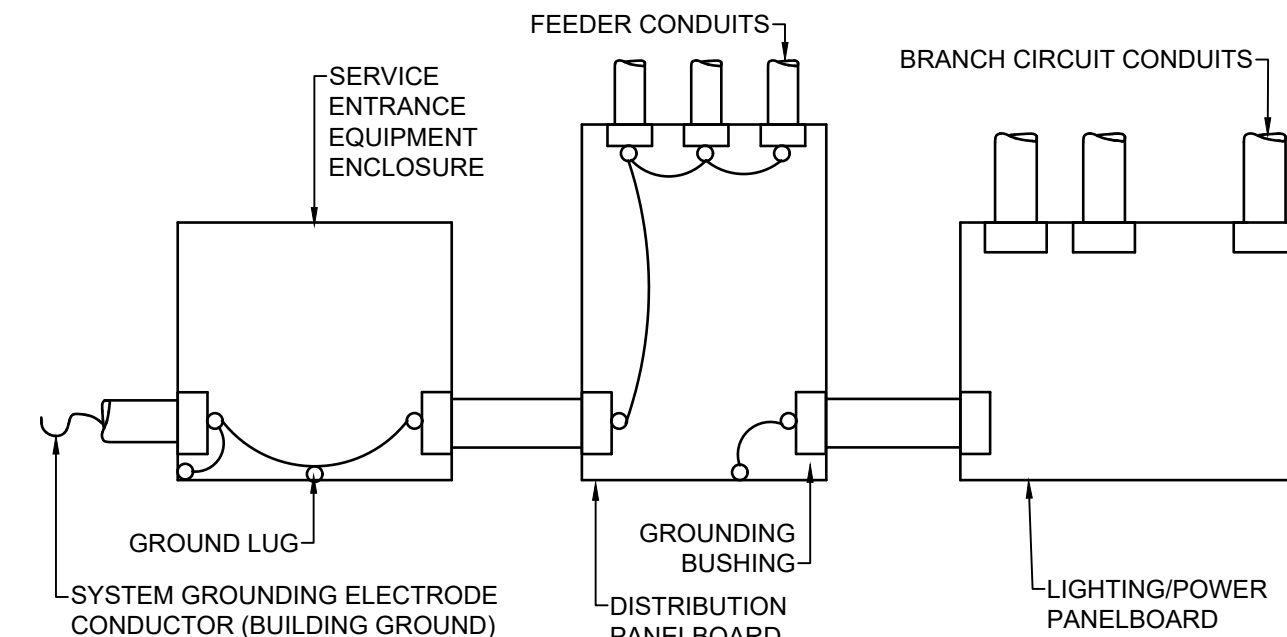 FEEDER CONDUITS
BRANCH CIRCUIT CONDUITS
SERVICE
ENTRANCE
EQUIPMENT
ENCLOSURE
GROUND LUG
GROUNDING
BUSHING
SYSTEM GROUNDING ELECTRODE
CONDUCTOR (BUILDING GROUND)
DISTRIBUTION
PANELBOARD
LIGHTING/POWER
PANELBOARD